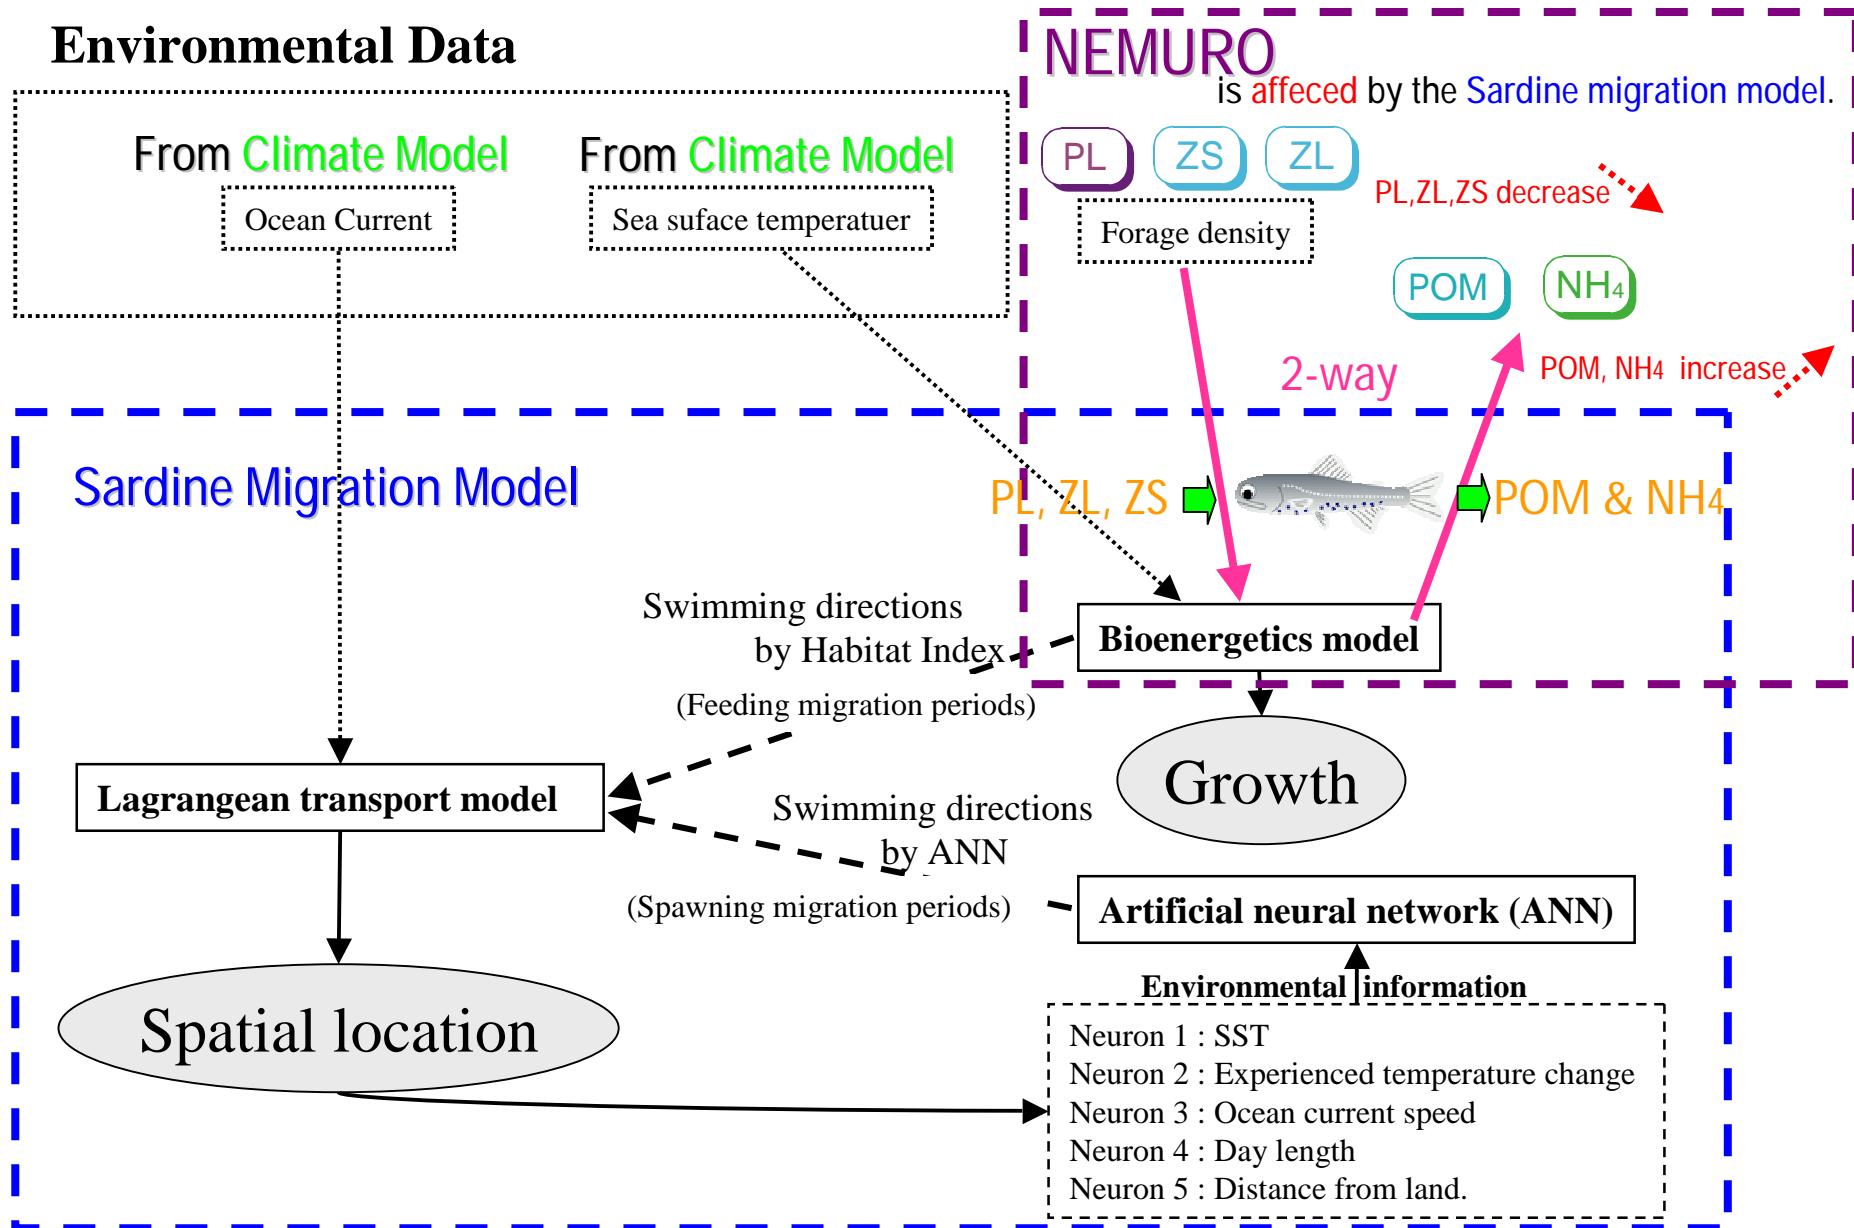 Environmental Data
NEMURO
is affeced by the Sardine migration model.
From Climate Model
From Climate Model
PL
ZS
ZL
PL,ZL,ZS decrease
Ocean Current
Sea suface temperatuer
Forage density
POM
NH4
2-way
POM, NH4 increase
Sardine Migration Model
PL, ZL, ZS
POM & NH4
Swimming directions
by Habitat Index
(Feeding migration periods)
Bioenergetics model
Growth
Lagrangean transport model
Swimming directions
by ANN
(Spawning migration periods)
Artificial neural network (ANN)
Environmental information
Spatial location
Neuron 1 : SST
Neuron 2 : Experienced temperature change
Neuron 3 : Ocean current speed
Neuron 4 : Day length
Neuron 5 : Distance from land.